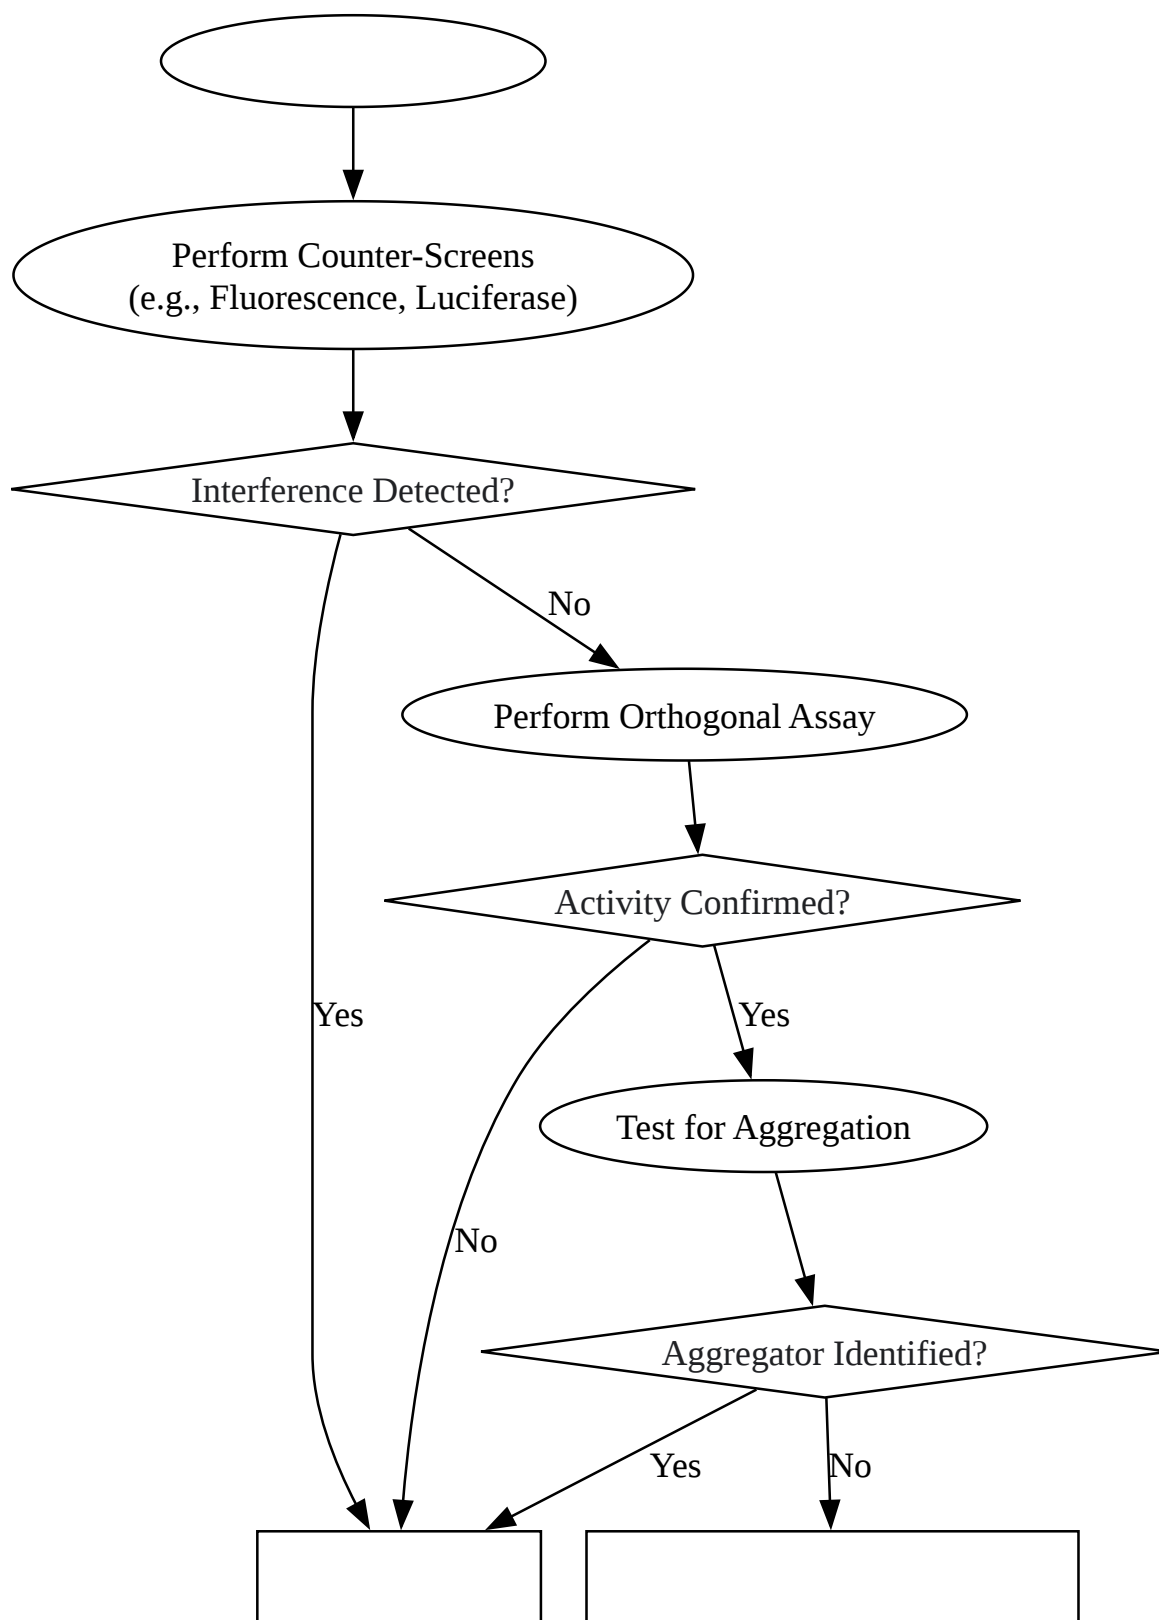 Perform Counter-Screens
(e.g., Fluorescence, Luciferase)
Interference Detected?
No
Perform Orthogonal Assay
Activity Confirmed?
Yes
Yes
Test for Aggregation
No
Aggregator Identified?
Yes
No